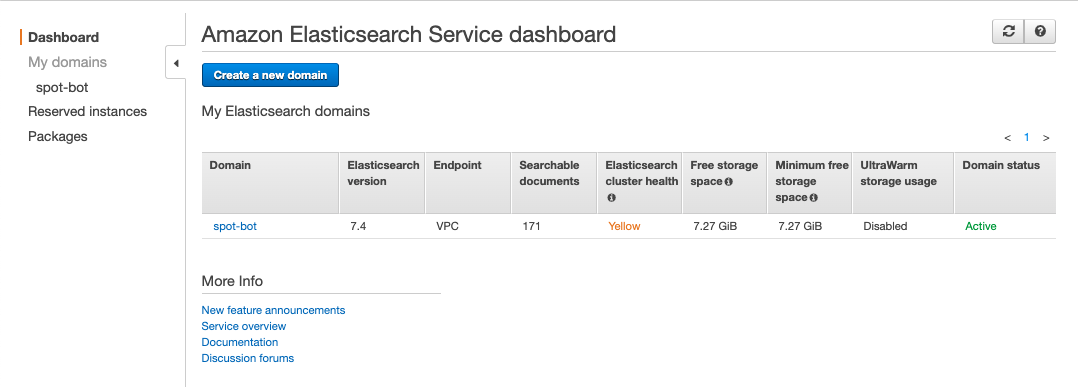 Dashboard
My domains
spot-bot
Reserved instances
Packages
Amazon Elasticsearch Service dashboard
Create a new domain
My Elasticsearch domains
< 1 >
Domain Elasticsearch version Endpoint Searchable documents Elasticsearch cluster health Free storage space Minimum free storage space UltraWarm storage usage Domain status
spot-bot 7.4 VPC 171 Yellow 7.27 GiB 7.27 GiB Disabled Active
More Info
New feature announcements
Service overview
Documentation
Discussion forums